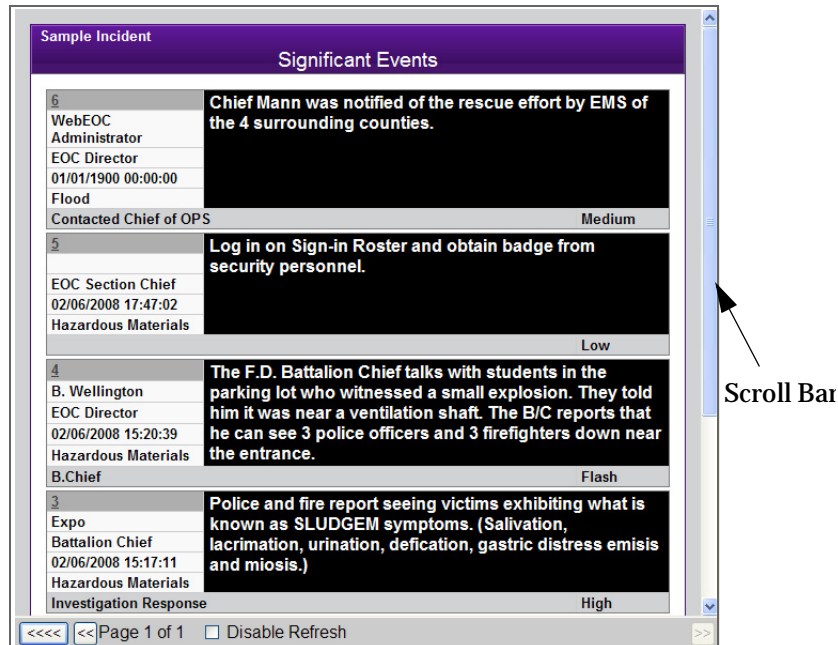 Sample Incident
Significant Events
6
WebEOC
Administrator
EOC Director
01/01/1900 00:00:00
Flood
Chief Mann was notified of the rescue effort by EMS of
the 4 surrounding counties.
Contacted Chief of OPS Medium
5
EOC Section Chief
02/06/2008 17:47:02
Hazardous Materials
Log in on Sign-in Roster and obtain badge from
security personnel.
Low
4
B. Wellington
EOC Director
02/06/2008 15:20:39
Hazardous Materials
The F.D. Battalion Chief talks with students in the
parking lot who witnessed a small explosion. They told
him it was near a ventilation shaft. The B/C reports that
he can see 3 police officers and 3 firefighters down near
the entrance.
B.Chief Flash
3
Expo
Battalion Chief
02/06/2008 15:17:11
Hazardous Materials
Police and fire report seeing victims exhibiting what is
known as SLUDGEM symptoms. (Salivation,
lacrimation, urination, defication, gastric distress emisis
and miosis.)
Investigation Response High
<<<< << Page 1 of 1 Disable Refresh >>
Scroll Bar